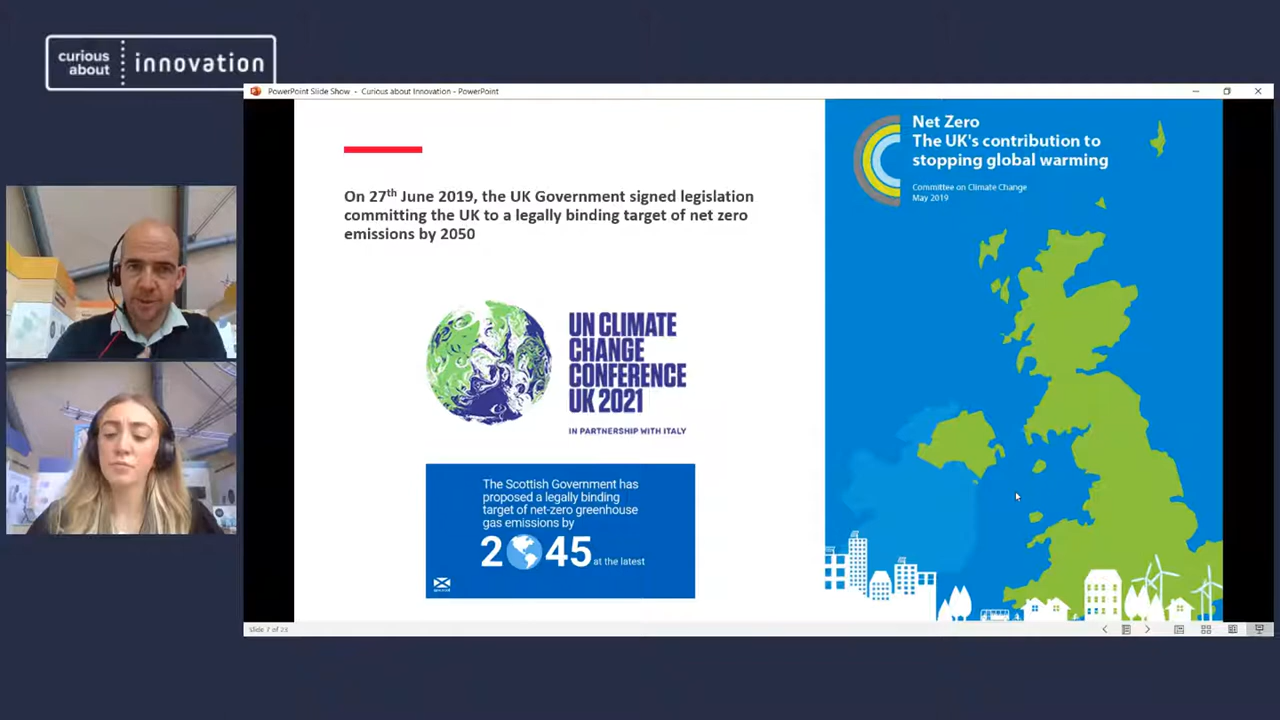 curious
about
innovation
PowerPoint Slide Show - Curious about Innovation - PowerPoint
On 27th June 2019, the UK Government signed legislation
committing the UK to a legally binding target of net zero
emissions by 2050
UN CLIMATE
CHANGE
CONFERENCE
UK 2021
IN PARTNERSHIP WITH ITALY
The Scottish Government has
proposed a legally binding
target of net-zero greenhouse
gas emissions by
2045 at the latest
Net Zero
The UK's contribution to
stopping global warming
Committee on Climate Change
May 2019
Slide 7 of 23